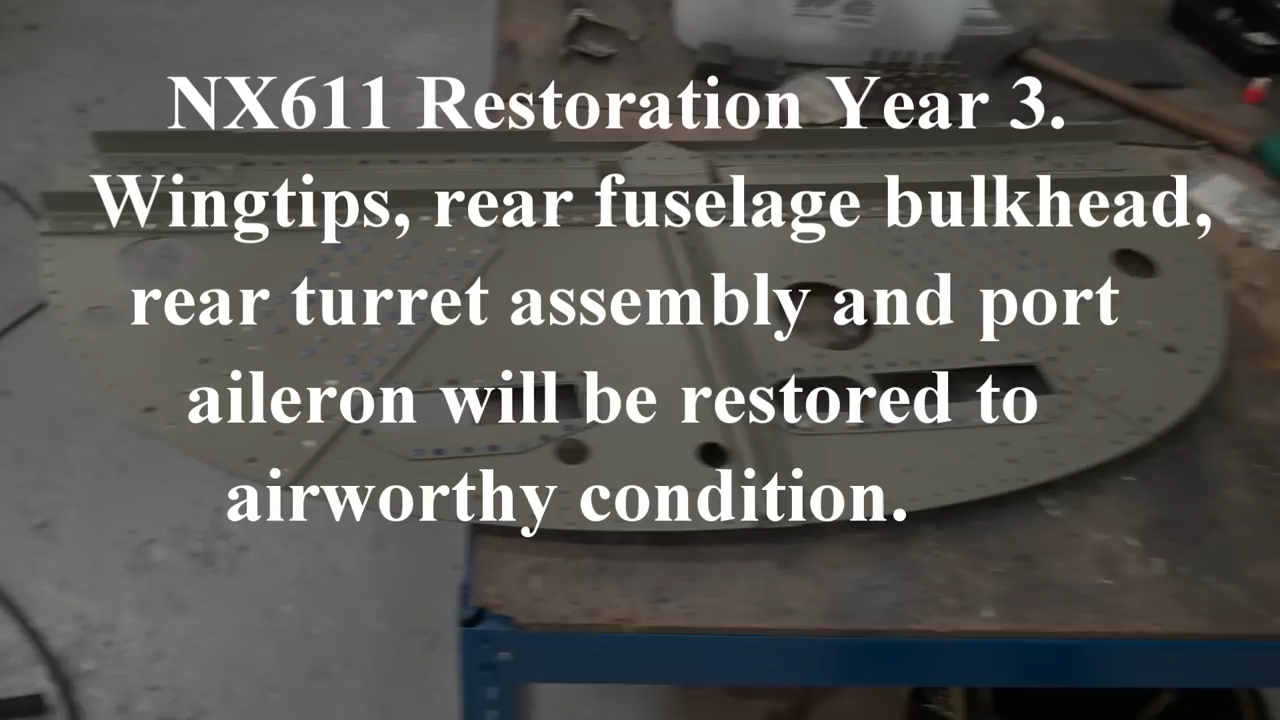 NX611 Restoration Year 3.
Wingtips, rear fuselage bulkhead,
rear turret assembly and port
aileron will be restored to
airworthy condition.